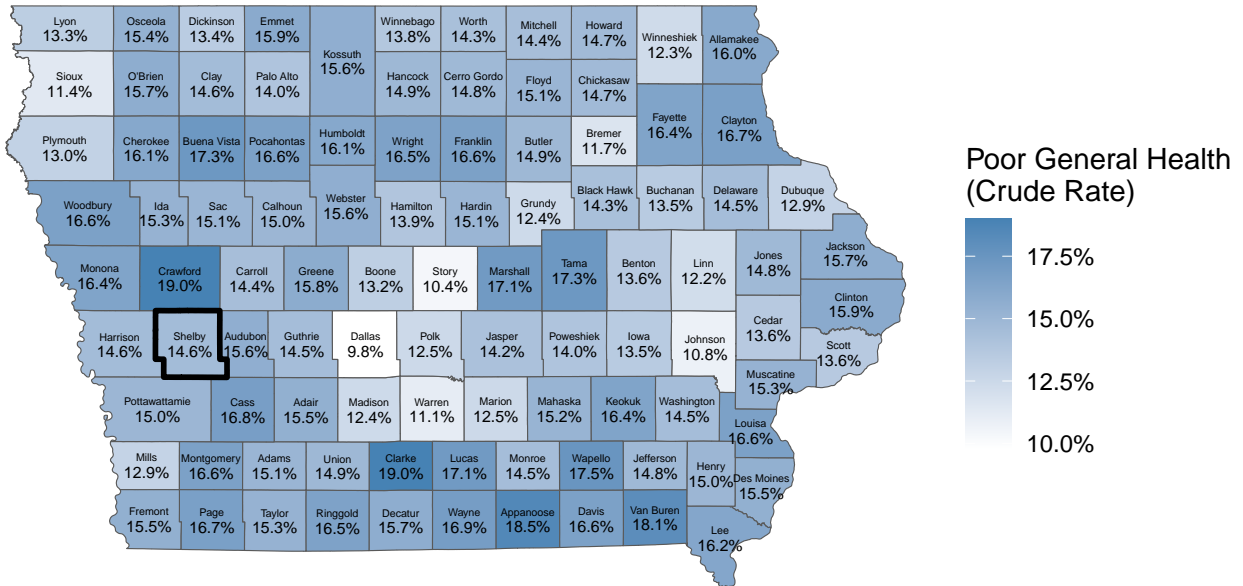 Lyon
13.3%
Osceola
15.4%
Dickinson
13.4%
Emmet
15.9%
Kossuth
15.6%
Winnebago
13.8%
Worth
14.3%
Mitchell
14.4%
Howard
14.7%
Winneshiek
12.3%
Allamakee
16.0%
Sioux
11.4%
O'Brien
15.7%
Clay
14.6%
Palo Alto
14.0%
Hancock
14.9%
Cerro Gordo
14.8%
Floyd
15.1%
Chickasaw
14.7%
Plymouth
13.0%
Cherokee
16.1%
Buena Vista
17.3%
Pocahontas
16.6%
Humboldt
16.1%
Wright
16.5%
Franklin
16.6%
Butler
14.9%
Bremer
11.7%
Fayette
16.4%
Clayton
16.7%
Woodbury
16.6%
Ida
15.3%
Sac
15.1%
Calhoun
15.0%
Webster
15.6%
Hamilton
13.9%
Hardin
15.1%
Grundy
12.4%
Black Hawk
14.3%
Buchanan
13.5%
Delaware
14.5%
Dubuque
12.9%
Monona
16.4%
Crawford
19.0%
Carroll
14.4%
Greene
15.8%
Boone
13.2%
Story
10.4%
Marshall
17.1%
Tama
17.3%
Benton
13.6%
Linn
12.2%
Jones
14.8%
Jackson
15.7%
Clinton
15.9%
Harrison
14.6%
Shelby
14.6%
Audubon
15.6%
Guthrie
14.5%
Dallas
9.8%
Polk
12.5%
Jasper
14.2%
Poweshiek
14.0%
Iowa
13.5%
Johnson
10.8%
Cedar
13.6%
Scott
13.6%
Muscatine
15.3%
Pottawattamie
15.0%
Cass
16.8%
Adair
15.5%
Madison
12.4%
Warren
11.1%
Marion
12.5%
Mahaska
15.2%
Keokuk
16.4%
Washington
14.5%
Louisa
16.6%
Mills
12.9%
Montgomery
16.6%
Adams
15.1%
Union
14.9%
Clarke
19.0%
Lucas
17.1%
Monroe
14.5%
Wapello
17.5%
Jefferson
14.8%
Henry
15.0%
Des Moines
15.5%
Fremont
15.5%
Page
16.7%
Taylor
15.3%
Ringgold
16.5%
Decatur
15.7%
Wayne
16.9%
Appanoose
18.5%
Davis
16.6%
Van Buren
18.1%
Lee
16.2%
Poor General Health
(Crude Rate)
17.5%
15.0%
12.5%
10.0%